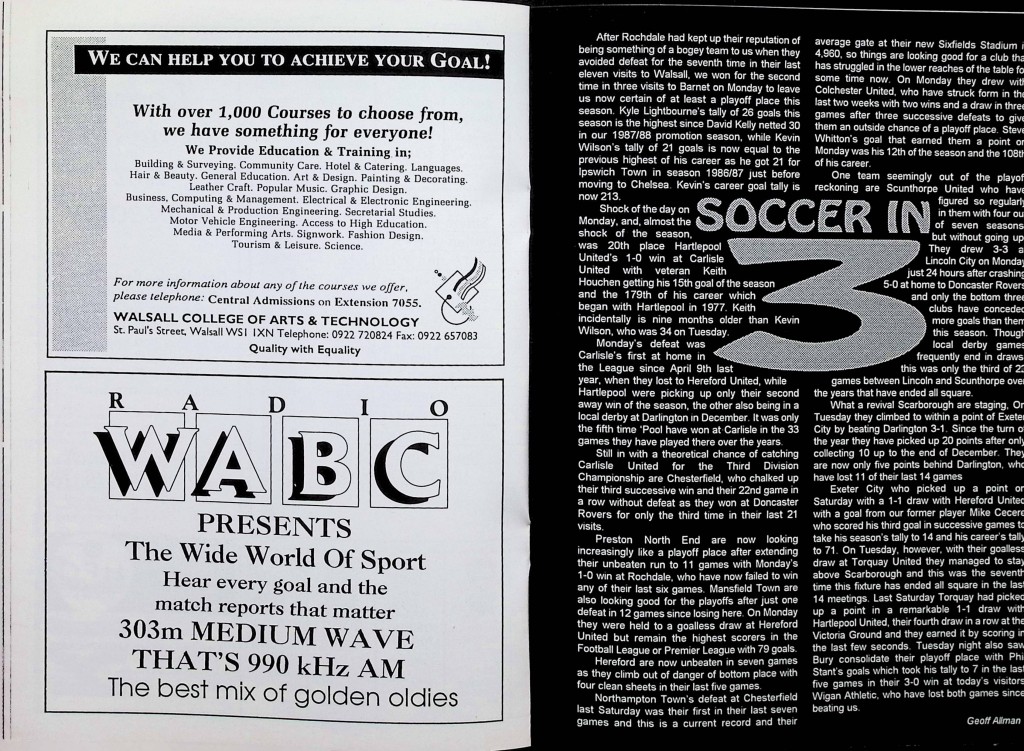 WE CAN HELP YOU TO ACHIEVE YOUR GOAL!
With over 1,000 Courses to choose from,
we have something for everyone!
We Provide Education & Training in;
Building & Surveying. Community Care. Hotel & Catering. Languages.
Hair & Beauty. General Education. Art & Design. Painting & Decorating.
Leather Craft. Popular Music. Graphic Design.
Business, Computing & Management. Electrical & Electronic Engineering.
Mechanical & Production Engineering. Secretarial Studies.
Motor Vehicle Engineering. Access to High Education.
Media & Performing Arts. Signwork. Fashion Design.
Tourism & Leisure. Science.
For more information about any of the courses we offer,
please telephone: Central Admissions on Extension 7055.
WALSALL COLLEGE OF ARTS & TECHNOLOGY
St. Paul's Street, Walsall WS1 1XN Telephone: 0922 720824 Fax: 0922 657083
Quality with Equality
RADIO
WABC
PRESENTS
The Wide World Of Sport
Hear every goal and the
match reports that matter
303m MEDIUM WAVE
THAT'S 990 kHz AM
The best mix of golden oldies
SOCCER IN
3
After Rochdale had kept up their reputation of
being something of a bogey team to us when they
avoided defeat for the seventh time in their last
eleven visits to Walsall, we won for the second
time in three visits to Barnet on Monday to leave
us now certain of at least a playoff place this
season. Kyle Lightbourne's tally of 26 goals this
season is the highest since David Kelly netted 30
in our 1987/88 promotion season, while Kevin
Wilson's tally of 21 goals is now equal to the
previous highest of his career as he got 21 for
Ipswich Town in season 1986/87 just before
moving to Chelsea. Kevin's career goal tally is
now 213.
Shock of the day on
Monday, and, almost the
shock of the season,
was 20th place Hartlepool
United's 1-0 win at Carlisle
United with veteran Keith
Houchen getting his 15th goal of the season
and the 179th of his career which
began with Hartlepool in 1977. Keith
incidentally is nine months older than Kevin
Wilson, who was 34 on Tuesday.
Monday's defeat was
Carlisle's first at home in
the League since April 9th last
year, when they lost to Hereford United, while
Hartlepool were picking up only their second
away win of the season, the other also being in a
local derby at Darlington in December. It was only
the fifth time 'Pool have won at Carlisle in the 33
games they have played there over the years.
Still in with a theoretical chance of catching
Carlisle United for the Third Division
Championship are Chesterfield, who chalked up
their third successive win and their 22nd game in
a row without defeat as they won at Doncaster
Rovers for only the third time in their last 21
visits.
Preston North End are now looking
increasingly like a playoff place after extending
their unbeaten run to 11 games with Monday's
1-0 win at Rochdale, who have now failed to win
any of their last six games. Mansfield Town are
also looking good for the playoffs after just one
defeat in 12 games since losing here. On Monday
they were held to a goalless draw at Hereford
United but remain the highest scorers in the
Football League or Premier League with 79 goals.
Hereford are now unbeaten in seven games
as they climb out of danger of bottom place with
four clean sheets in their last five games.
Northampton Town's defeat at Chesterfield
last Saturday was their first in their last seven
games and this is a current record and their
average gate at their new Sixfields Stadium i
4,960, so things are looking good for a club tha
has struggled in the lower reaches of the table fo
some time now. On Monday they drew with
Colchester United, who have struck form in the
last two weeks with two wins and a draw in three
games after three successive defeats to give
them an outside chance of a playoff place. Steve
Whitton's goal that earned them a point on
Monday was his 12th of the season and the 108th
of his career.
One team seemingly out of the playof
reckoning are Scunthorpe United who have
figured so regularly
in them with four ou
of seven seasons
but without going up
They drew 3-3 a
Lincoln City on Monday
just 24 hours after crashing
5-0 at home to Doncaster Rovers
and only the bottom three
clubs have conceded
more goals than them
this season. Though
local derby games
frequently end in draws
this was only the third of 22
games between Lincoln and Scunthorpe over
the years that have ended all square.
What a revival Scarborough are staging, On
Tuesday they climbed to within a point of Exeter
City by beating Darlington 3-1. Since the turn o
the year they have picked up 20 points after only
collecting 10 up to the end of December. They
are now only five points behind Darlington, who
have lost 11 of their last 14 games
Exeter City who picked up a point on
Saturday with a 1-1 draw with Hereford United
with a goal from our former player Mike Cecere
who scored his third goal in successive games to
take his season's tally to 14 and his career's tally
to 71. On Tuesday, however, with their goalless
draw at Torquay United they managed to stay
above Scarborough and this was the seventh
time this fixture has ended all square in the last
14 meetings. Last Saturday Torquay had picked
up a point in a remarkable 1-1 draw with
Hartlepool United, their fourth draw in a row at the
Victoria Ground and they earned it by scoring in
the last few seconds. Tuesday night also saw
Bury consolidate their playoff place with Phi
Stant's goals which took his tally to 7 in the last
five games in their 3-0 win at today's visitors
Wigan Athletic, who have lost both games since
beating us.
Geoff Allman